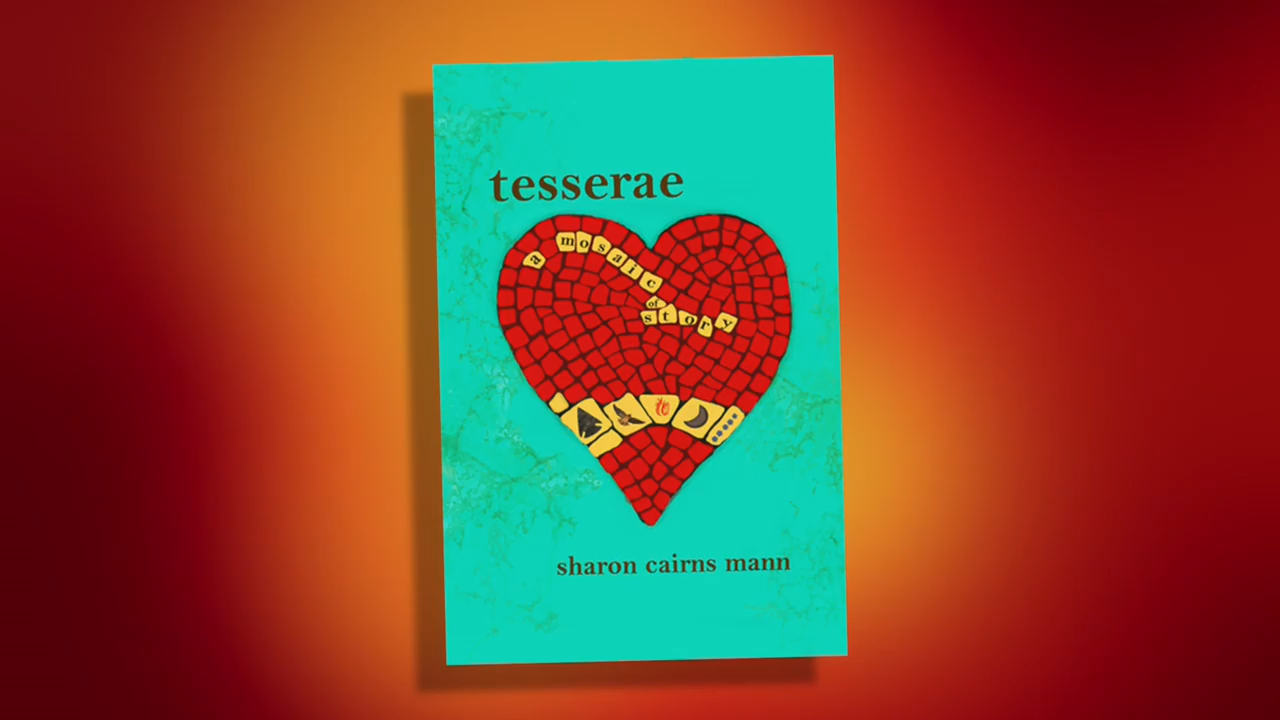 tesserae
a mosaic
of
story
sharon cairns mann